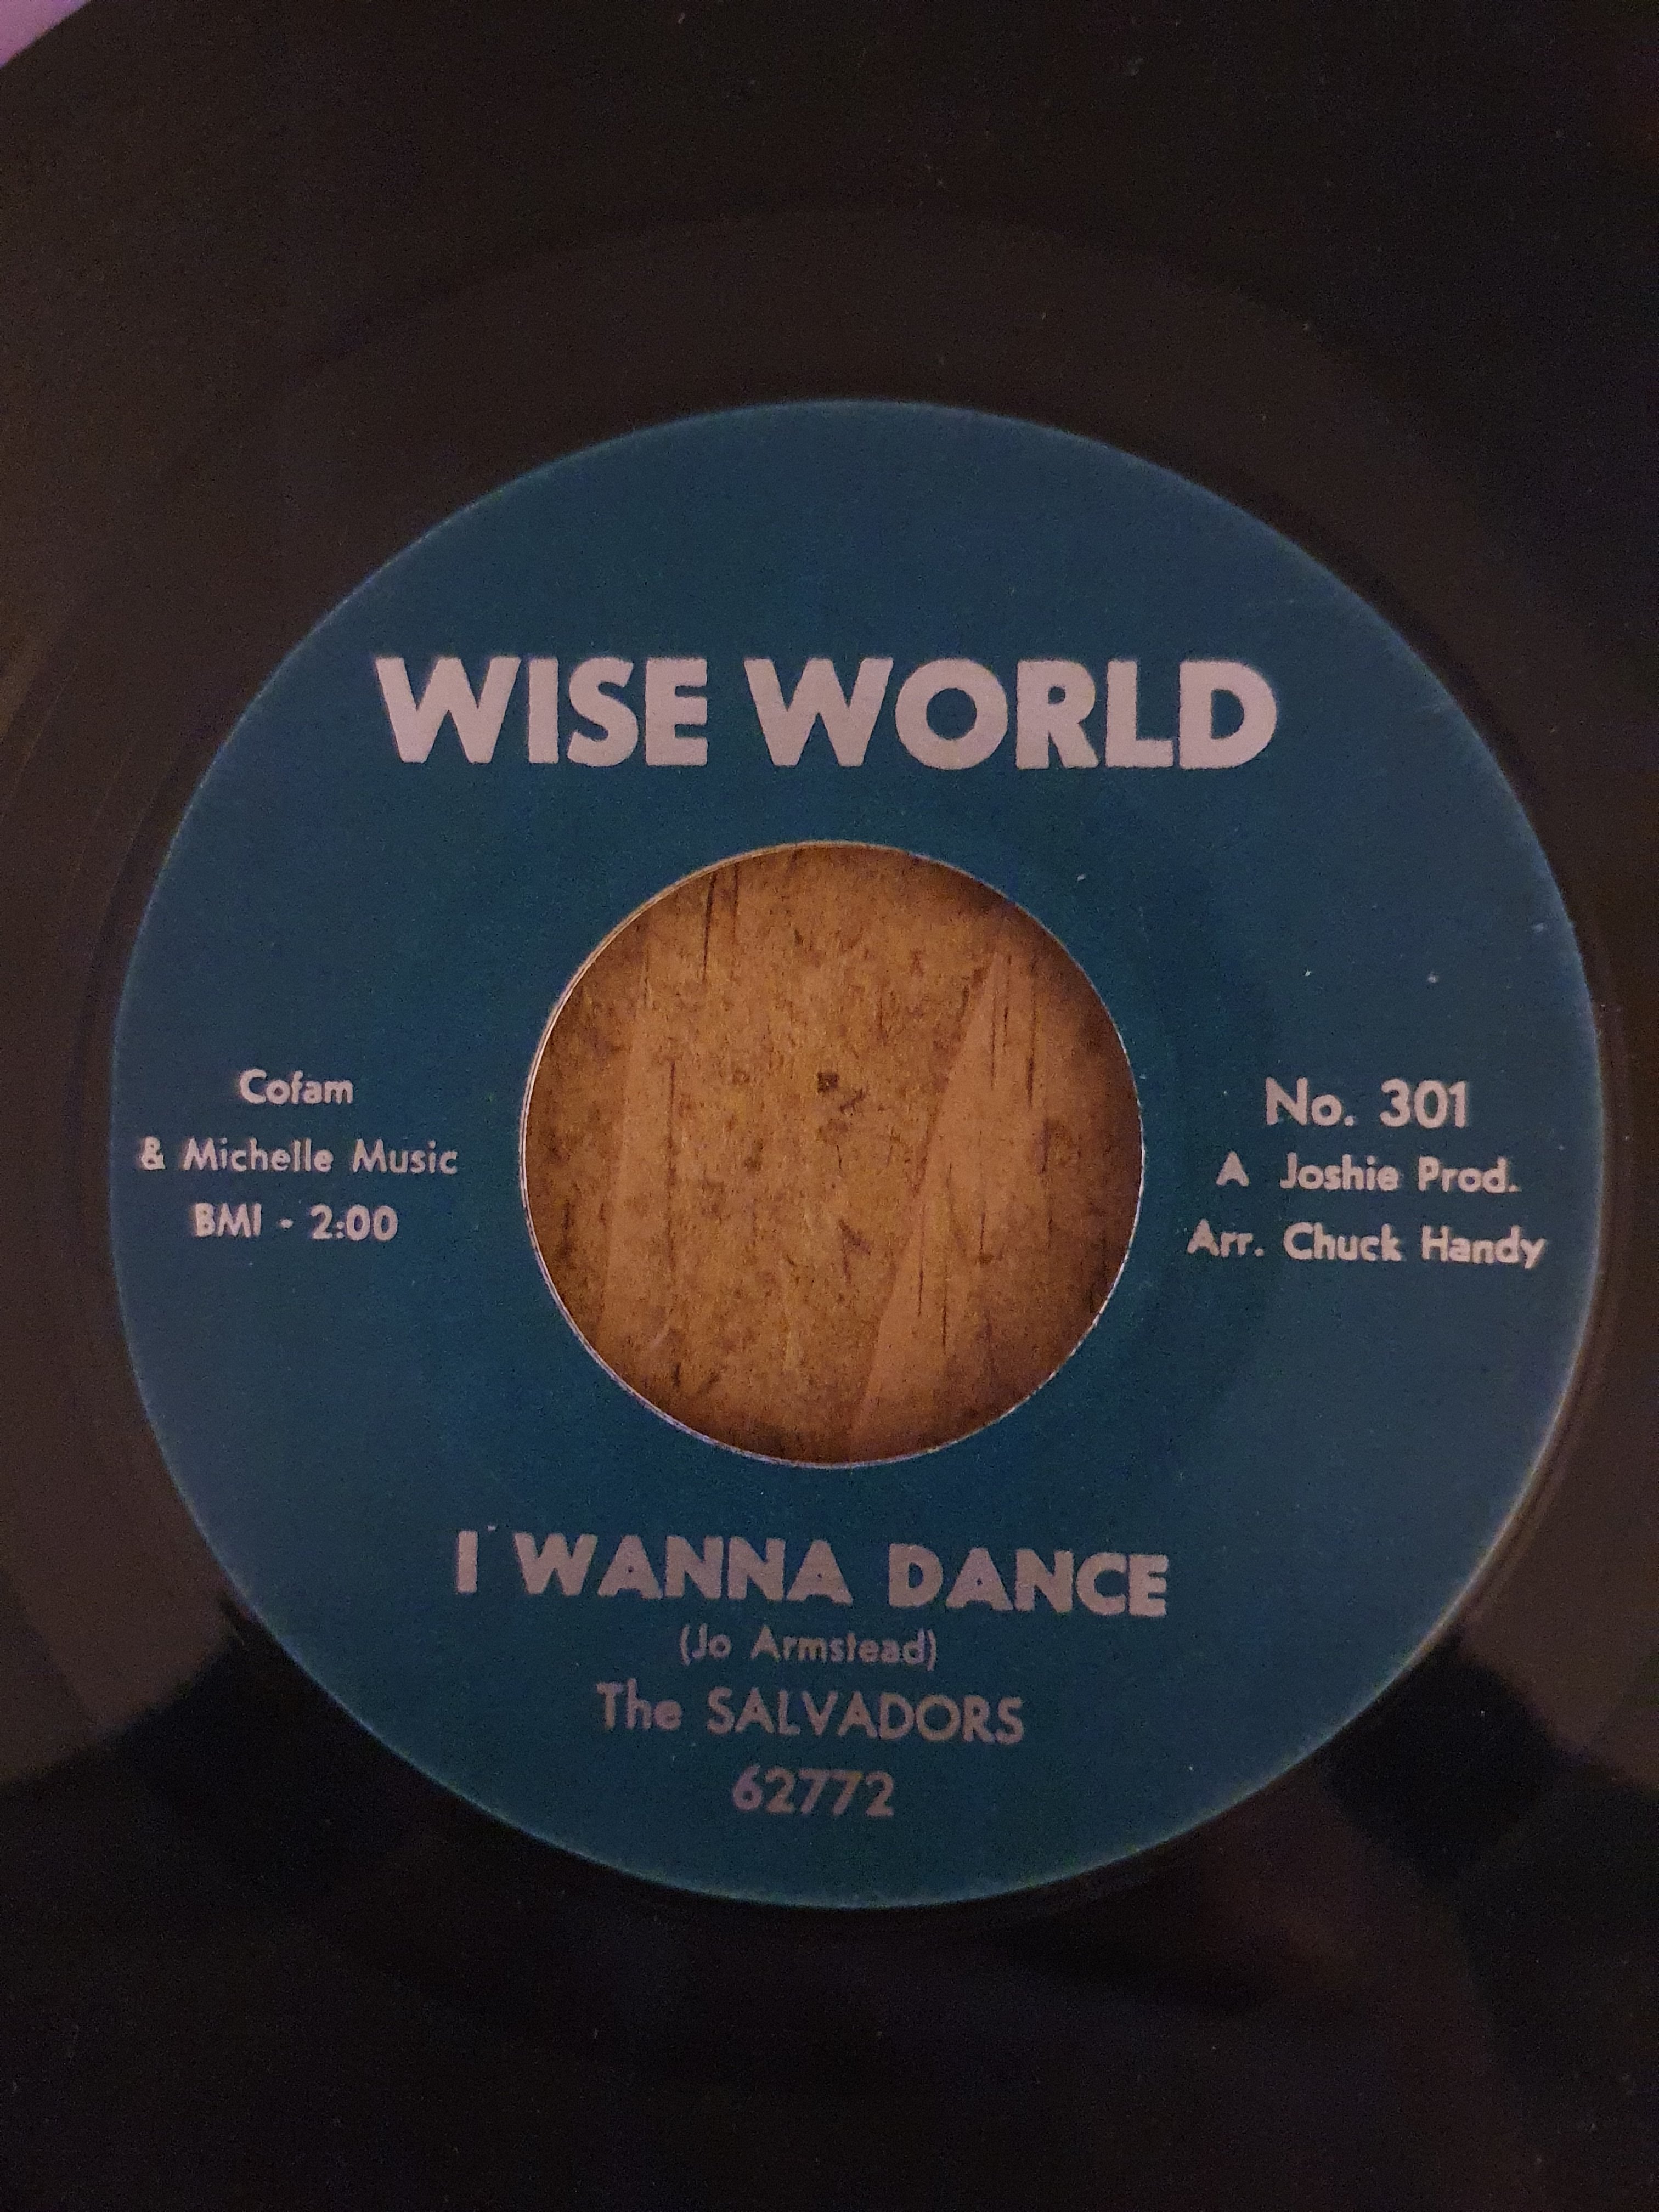 WISE WORLD
Cofam
& Michelle Music
BMI - 2:00
No. 301
A Joshie Prod.
Arr. Chuck Handy
I WANNA DANCE
(Jo Armstead)
The SALVADORS
62772